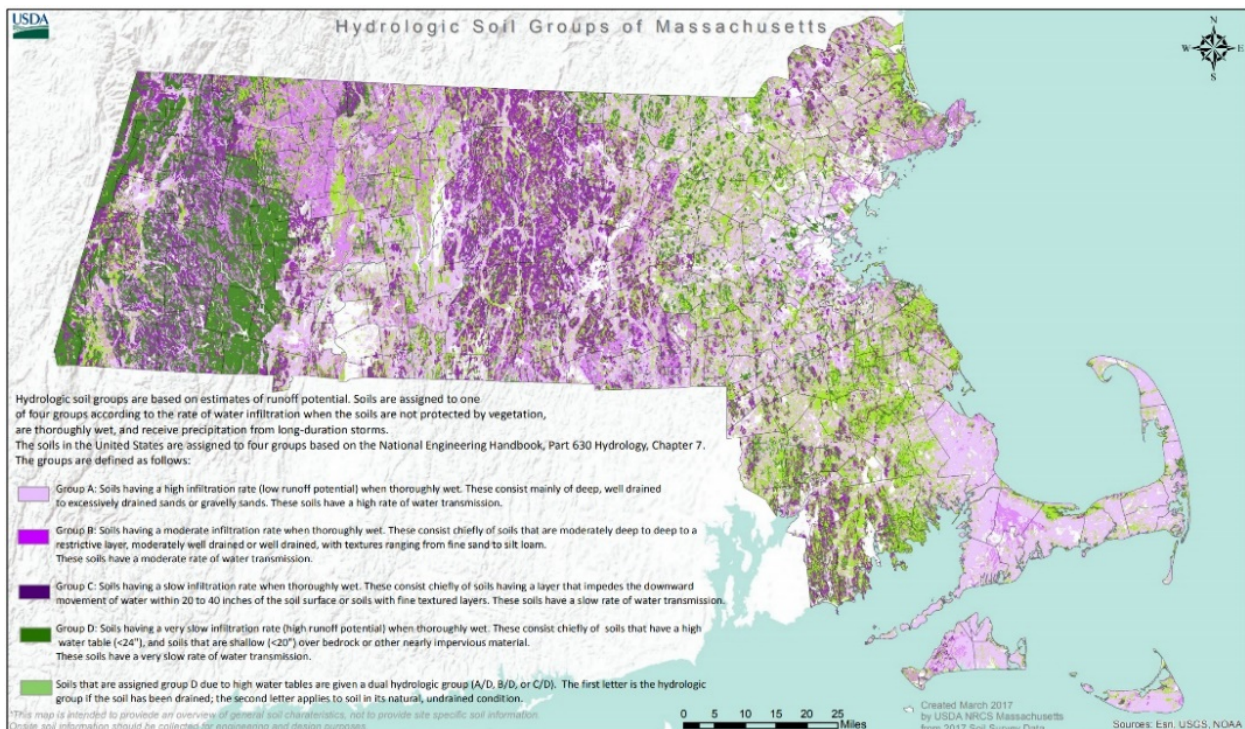 USDA
Hydrologic Soil Groups of Massachusetts
N
W E
S
Hydrologic soil groups are based on estimates of runoff potential. Soils are assigned to one
of four groups according to the rate of water infiltration when the soils are not protected by vegetation,
are thoroughly wet, and receive precipitation from long-duration storms.
The soils in the United States are assigned to four groups based on the National Engineering Handbook, Part 630 Hydrology, Chapter 7.
The groups are defined as follows:
Group A: Soils having a high infiltration rate (low runoff potential) when thoroughly wet. These consist mainly of deep, well drained
to excessively drained sands or gravelly sands. These soils have a high rate of water transmission.
Group B: Soils having a moderate infiltration rate when thoroughly wet. These consist chiefly of soils that are moderately deep to deep to a
restrictive layer, moderately well drained or well drained, with textures ranging from fine sand to silt loam.
These soils have a moderate rate of water transmission.
Group C: Soils having a slow infiltration rate when thoroughly wet. These consist chiefly of soils having a layer that impedes the downward
movement of water within 20 to 40 inches of the soil surface or soils with fine textured layers. These soils have a slow rate of water transmission.
Group D: Soils having a very slow infiltration rate (high runoff potential) when thoroughly wet. These consist chiefly of soils that have a high
water table (<24"), and soils that are shallow (<20") over bedrock or other nearly impervious material.
These soils have a very slow rate of water transmission.
Soils that are assigned group D due to high water tables are given a dual hydrologic group (A/D, B/D, or C/D). The first letter is the hydrologic
group if the soil has been drained; the second letter applies to soil in its natural, undrained condition.
*This map is intended to provide an overview of general soil charateristics, not to provide site specific soil information.
Onsite soil information should be collected for engineering and design purposes.
0 5 10 15 20 25
Miles
Created March 2017
by USDA NRCS Massachusetts
from 2017 Soil Survey Data
Sources: Esri, USGS, NOAA